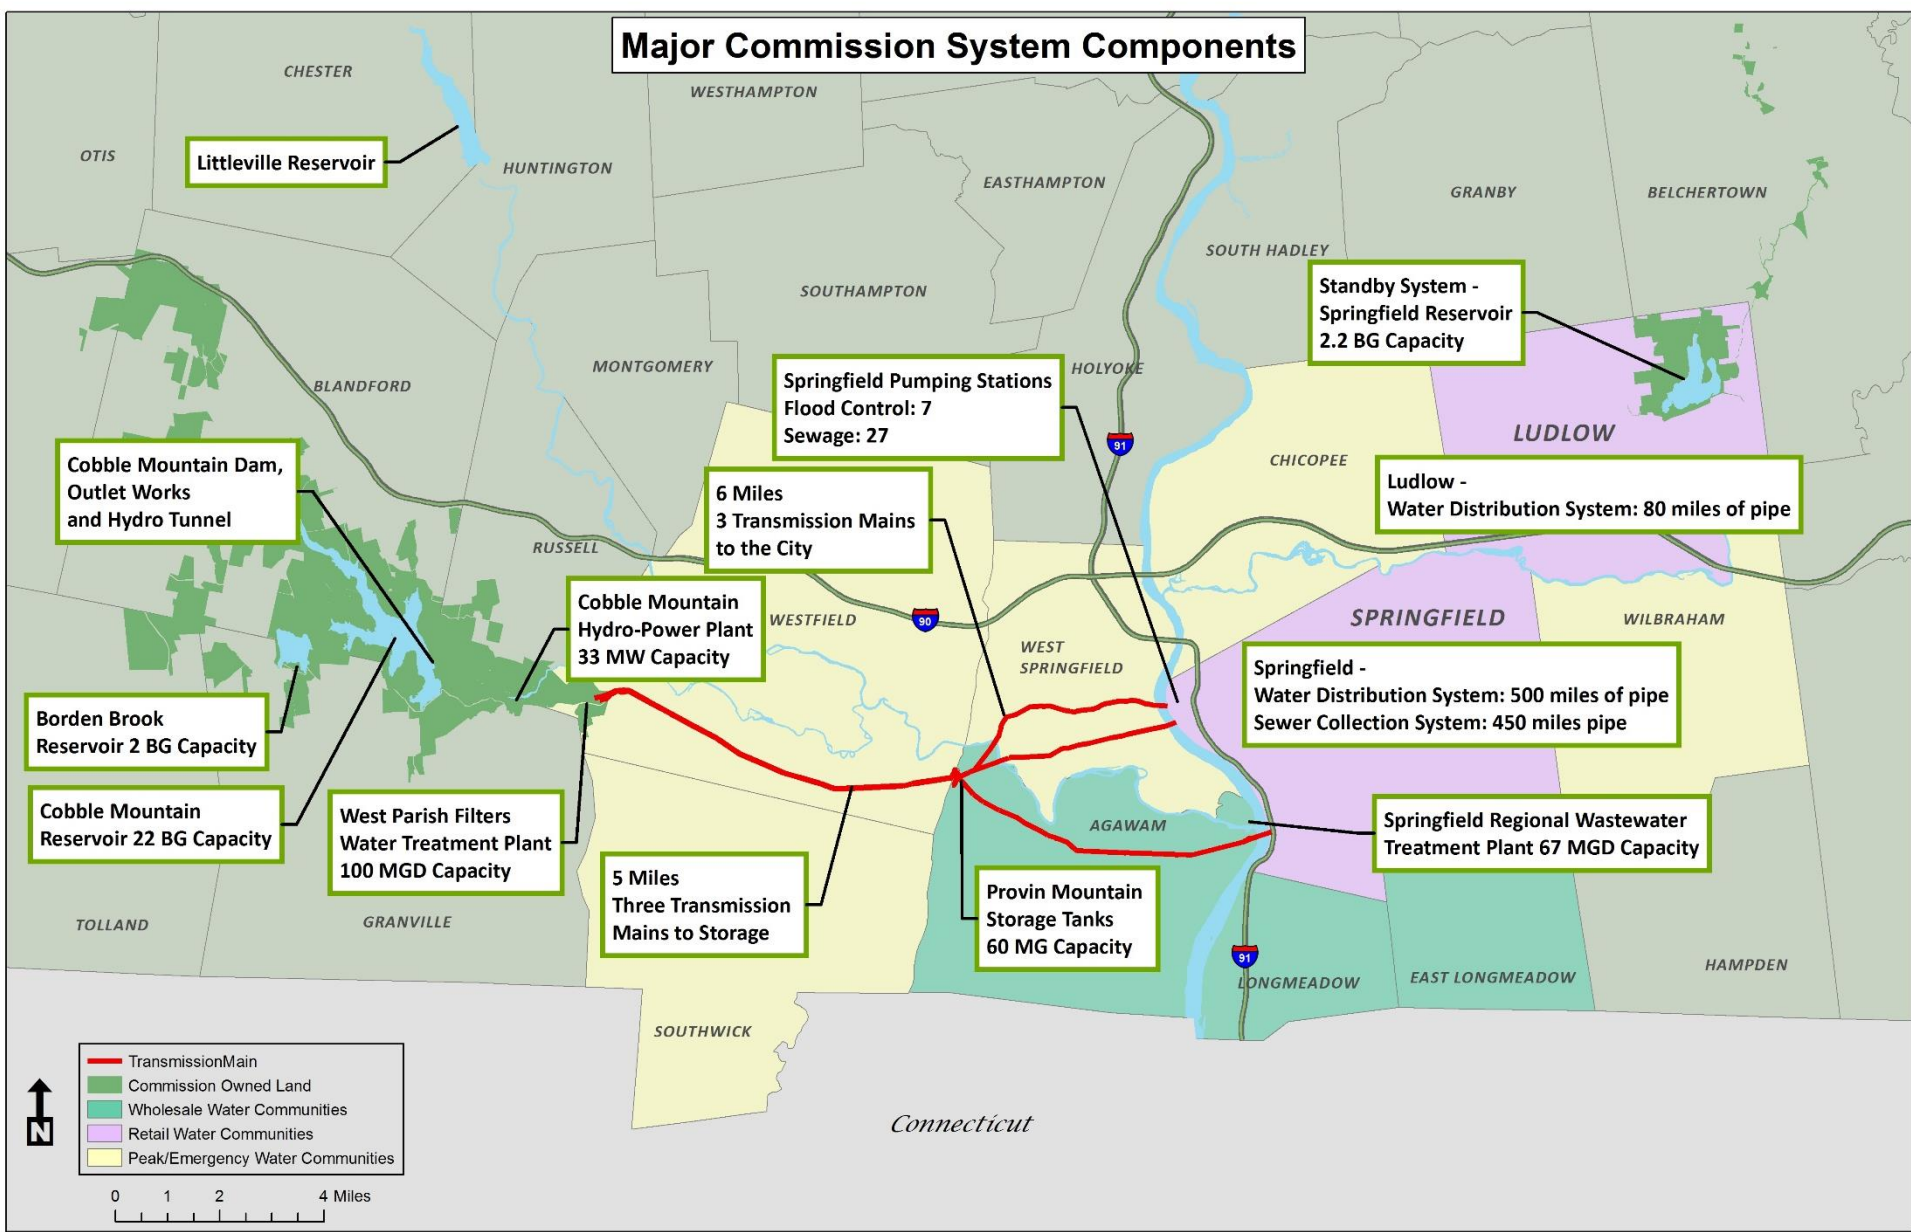 Major Commission System Components
CHESTER
WESTHAMPTON
OTIS
Littleville Reservoir
HUNTINGTON
EASTHAMPTON
GRANBY
BELCHERTOWN
SOUTH HADLEY
SOUTHAMPTON
Standby System -
Springfield Reservoir
2.2 BG Capacity
MONTGOMERY
HOLYOKE
BLANDFORD
Springfield Pumping Stations
Flood Control: 7
Sewage: 27
91
LUDLOW
CHICOPEE
Cobble Mountain Dam,
Outlet Works
and Hydro Tunnel
6 Miles
3 Transmission Mains
to the City
Ludlow -
Water Distribution System: 80 miles of pipe
RUSSELL
Cobble Mountain
Hydro-Power Plant
33 MW Capacity
WESTFIELD
90
SPRINGFIELD
WILBRAHAM
WEST
SPRINGFIELD
Springfield -
Water Distribution System: 500 miles of pipe
Sewer Collection System: 450 miles pipe
Borden Brook
Reservoir 2 BG Capacity
Cobble Mountain
Reservoir 22 BG Capacity
West Parish Filters
Water Treatment Plant
100 MGD Capacity
AGAWAM
Springfield Regional Wastewater
Treatment Plant 67 MGD Capacity
5 Miles
Three Transmission
Mains to Storage
Provin Mountain
Storage Tanks
60 MG Capacity
TOLLAND
GRANVILLE
91
LONGMEADOW
EAST LONGMEADOW
HAMPDEN
SOUTHWICK
TransmissionMain
Commission Owned Land
Wholesale Water Communities
Retail Water Communities
Peak/Emergency Water Communities
N
Connecticut
0 1 2 4 Miles